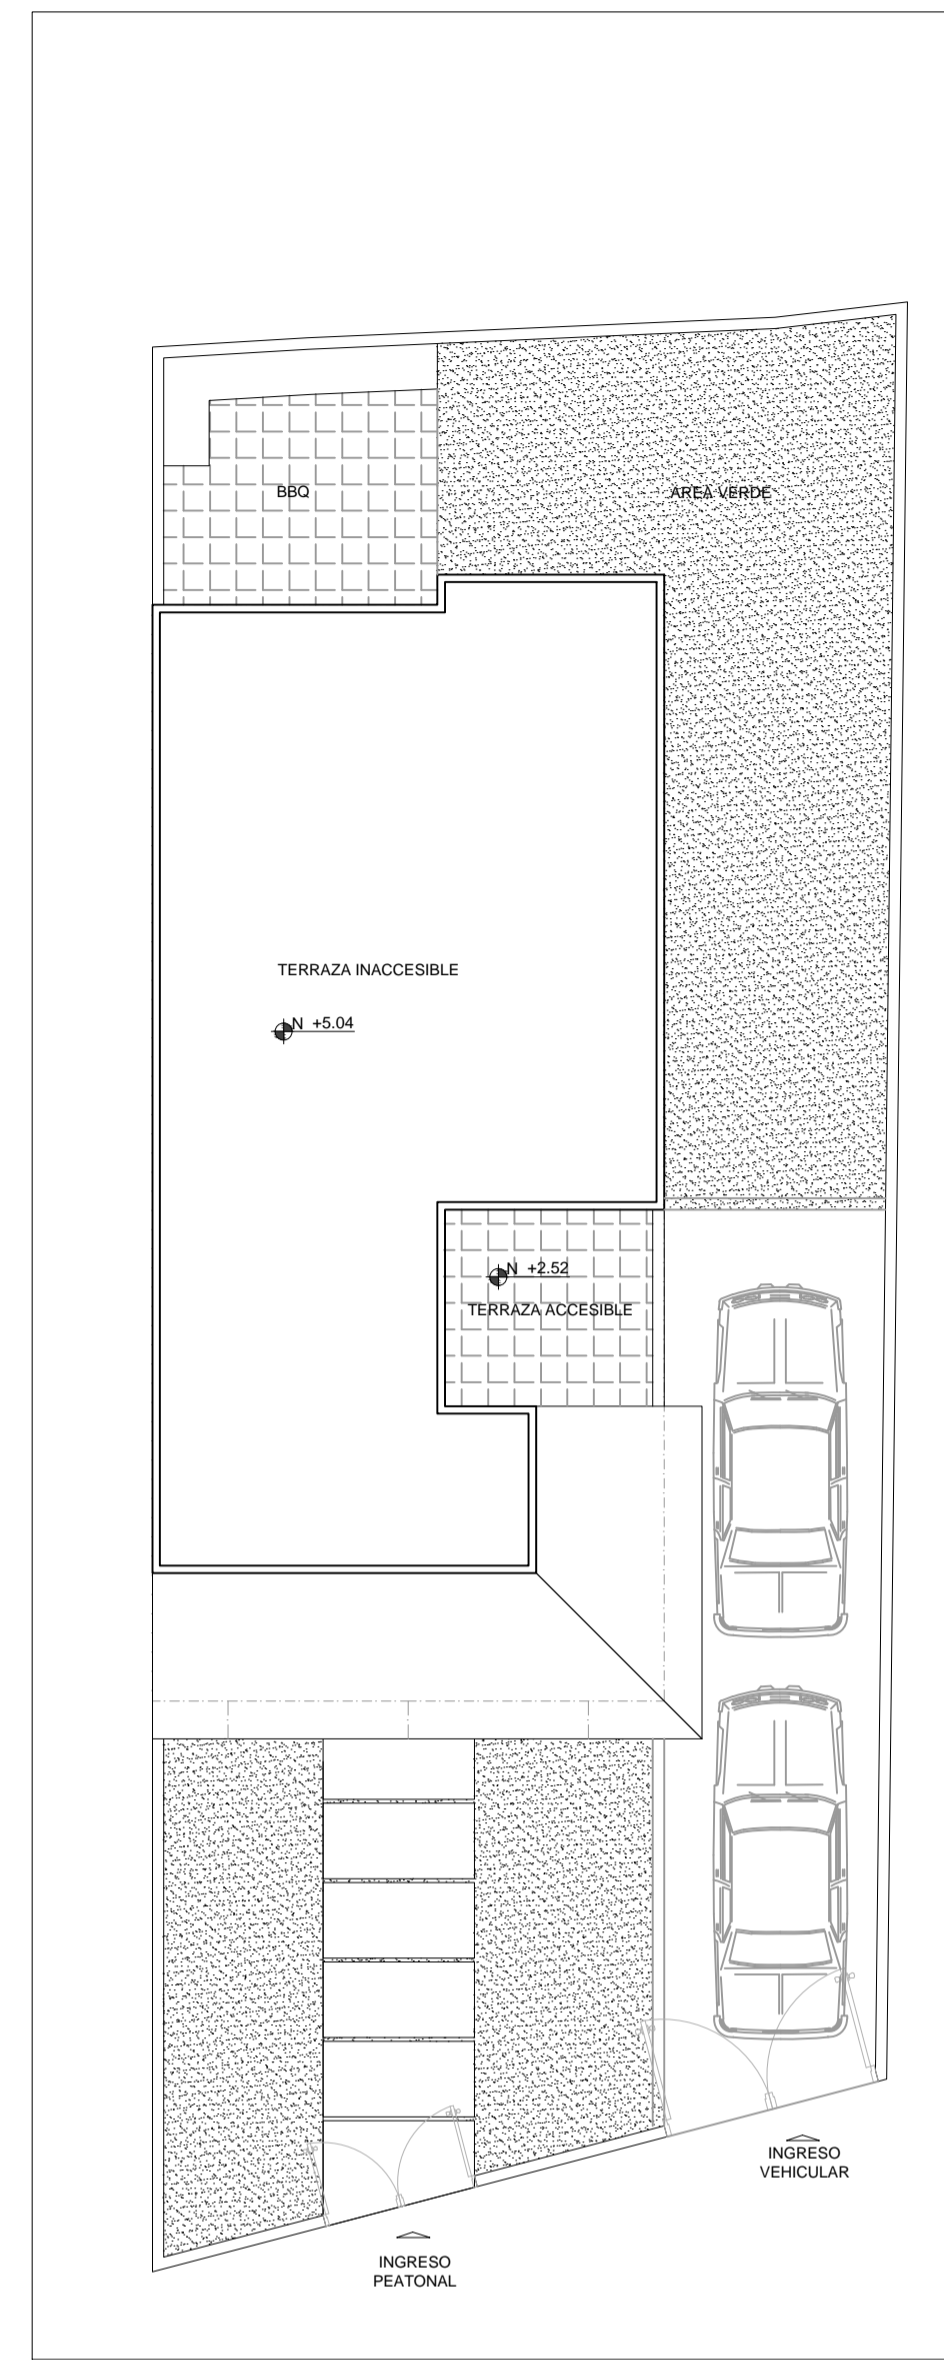 BBQ
AREA VERDE
TERRAZA INACCESIBLE
N +5.04
N +2.52
TERRAZA ACCESIBLE
INGRESO
VEHICULAR
INGRESO
PEATONAL